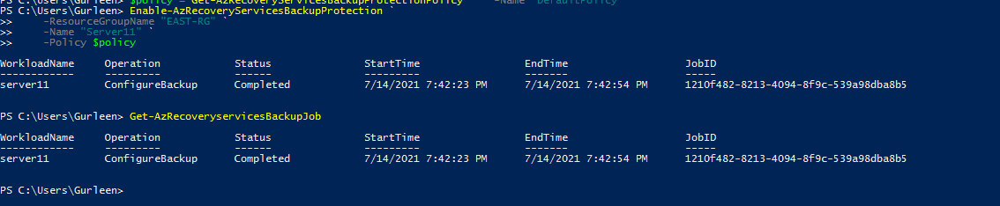 PS C:\Users\Gurleen> $policy = Get-AzRecoveryServicesBackupProtectionPolicy -Name "DefaultPolicy"
PS C:\Users\Gurleen> Enable-AzRecoveryServicesBackupProtection `
>> -ResourceGroupName "EAST-RG" `
>> -Name "Server11" `
>> -Policy $policy
WorkloadName Operation Status StartTime EndTime JobID
------------ --------- ------ --------- ------- -----
server11 ConfigureBackup Completed 7/14/2021 7:42:23 PM 7/14/2021 7:42:54 PM 1210f482-8213-4094-8f9c-539a98dba8b5
PS C:\Users\Gurleen> Get-AzRecoveryservicesBackupJob
WorkloadName Operation Status StartTime EndTime JobID
------------ --------- ------ --------- ------- -----
server11 ConfigureBackup Completed 7/14/2021 7:42:23 PM 7/14/2021 7:42:54 PM 1210f482-8213-4094-8f9c-539a98dba8b5
PS C:\Users\Gurleen>